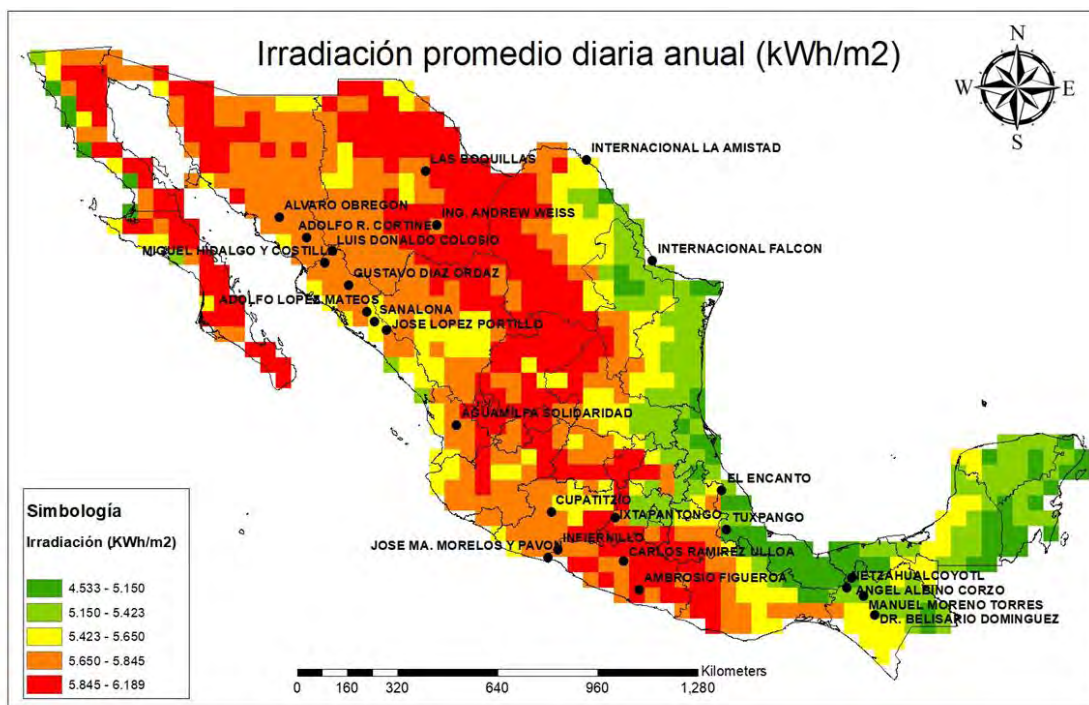 Irradiación promedio diaria anual (kWh/m2)
N
W E
S
INTERNACIONAL LA AMISTAD
LAS BOQUILLAS
ALVARO OBREGON
ING. ANDREW WEISS
ADOLFO R. CORTINE
LUIS DONALDO COLOSIO
MIGUEL HIDALGO Y COSTILL
INTERNACIONAL FALCON
GUSTAVO DIAZ ORDAZ
ADOLFO LOPEZ MATEOS
SANALONA
JOSE LOPEZ PORTILLO
AGUAMILPA SOLIDARIDAD
EL ENCANTO
CUPATITZIO
IXTAPANTONGO
TUXPANGO
INFIERNILLO
JOSE MA. MORELOS Y PAVON
CARLOS RAMIREZ ULLOA
AMBROSIO FIGUEROA
NETZAHUALCOYOTL
ANGEL ALBINO CORZO
MANUEL MORENO TORRES
DR. BELISARIO DOMINGUEZ
Simbología
Irradiación (KWh/m2)
4.533 - 5.150
5.150 - 5.423
5.423 - 5.650
5.650 - 5.845
5.845 - 6.189
Kilometers
0 160 320 640 960 1,280